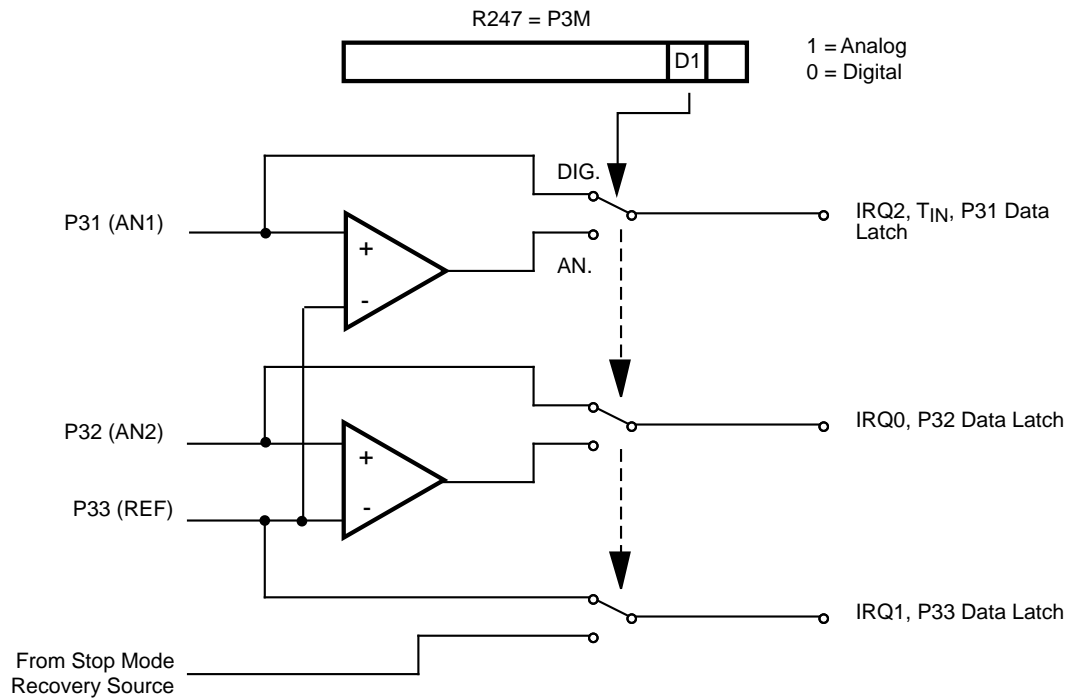 R247 = P3M
D1
1 = Analog
0 = Digital
DIG.
P31 (AN1)
+
-
AN.
IRQ2, TIN, P31 Data
Latch
P32 (AN2)
+
-
IRQ0, P32 Data Latch
P33 (REF)
IRQ1, P33 Data Latch
From Stop Mode
Recovery Source